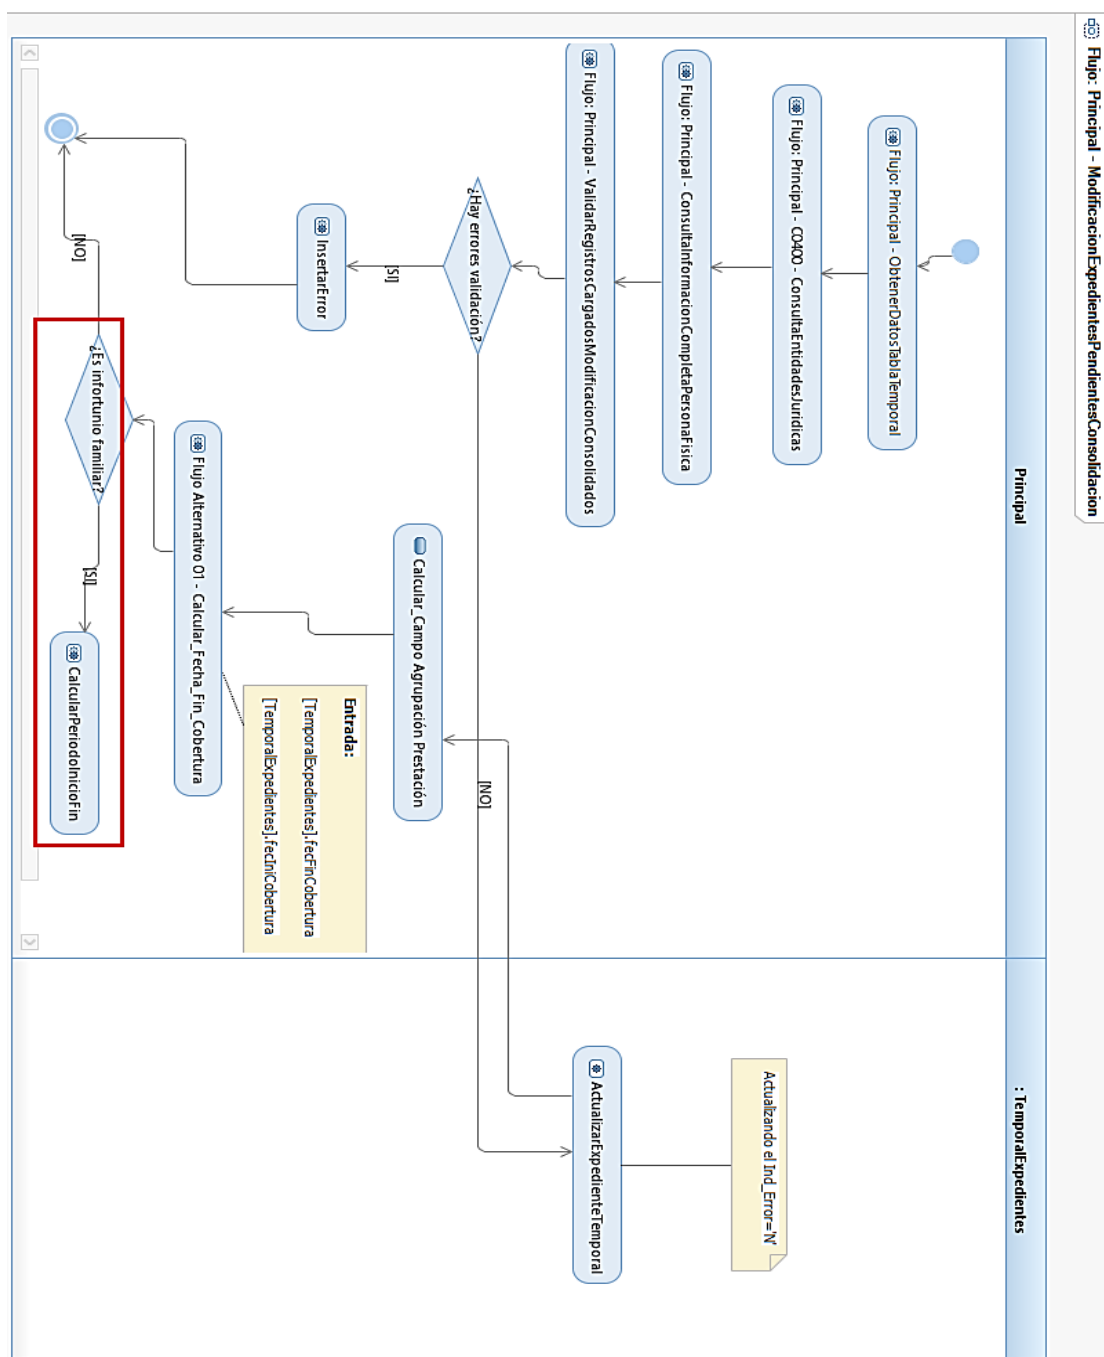 Flujo: Principal - ModificacionExpedientesPendientesConsolidacion
Principal
: TemporalExpedientes
Flujo: Principal - ObtenerDatosTablaTemporal
Flujo: Principal - C0400 - ConsultaEntidadesJuridicas
Flujo: Principal - ConsultaInformacionCompletaPersonaFisica
Flujo: Principal - ValidarRegistrosCargadosModificacionConsolidados
¿Hay errores validación?
[SI]
[NO]
InsertarError
Actualizando el Ind_Error='N'
ActualizarExpedienteTemporal
Calcular_Campo Agrupación Prestación
Entrada:
[TemporalExpedientes].fecFinCobertura
[TemporalExpedientes].fecIniCobertura
Flujo Alternativo 01 - Calcular_Fecha_Fin_Cobertura
¿Es infortunio familiar?
[NO]
[SI]
CalcularPeriodoInicioFin